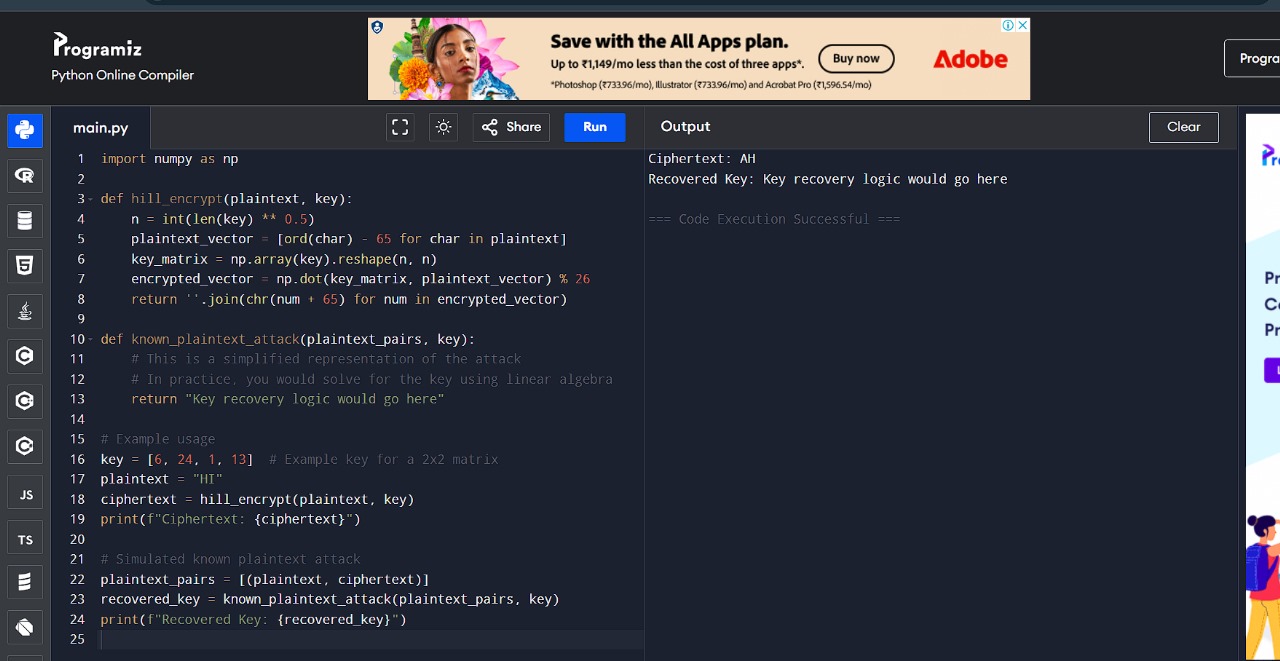 Programiz
Python Online Compiler
Save with the All Apps plan.
Up to ₹1,149/mo less than the cost of three apps*.
*Photoshop (₹733.96/mo), Illustrator (₹733.96/mo) and Acrobat Pro (₹1,596.54/mo)
Buy now
Adobe
Progra
main.py
Share
Run
Output
Clear
1 import numpy as np
2
3 def hill_encrypt(plaintext, key):
4     n = int(len(key) ** 0.5)
5     plaintext_vector = [ord(char) - 65 for char in plaintext]
6     key_matrix = np.array(key).reshape(n, n)
7     encrypted_vector = np.dot(key_matrix, plaintext_vector) % 26
8     return ''.join(chr(num + 65) for num in encrypted_vector)
9
10 def known_plaintext_attack(plaintext_pairs, key):
11     # This is a simplified representation of the attack
12     # In practice, you would solve for the key using linear algebra
13     return "Key recovery logic would go here"
14
15 # Example usage
16 key = [6, 24, 1, 13]  # Example key for a 2x2 matrix
17 plaintext = "HI"
18 ciphertext = hill_encrypt(plaintext, key)
19 print(f"Ciphertext: {ciphertext}")
20
21 # Simulated known plaintext attack
22 plaintext_pairs = [(plaintext, ciphertext)]
23 recovered_key = known_plaintext_attack(plaintext_pairs, key)
24 print(f"Recovered Key: {recovered_key}")
25
Ciphertext: AH
Recovered Key: Key recovery logic would go here
=== Code Execution Successful ===
JS
TS
Pr
Co
Pr